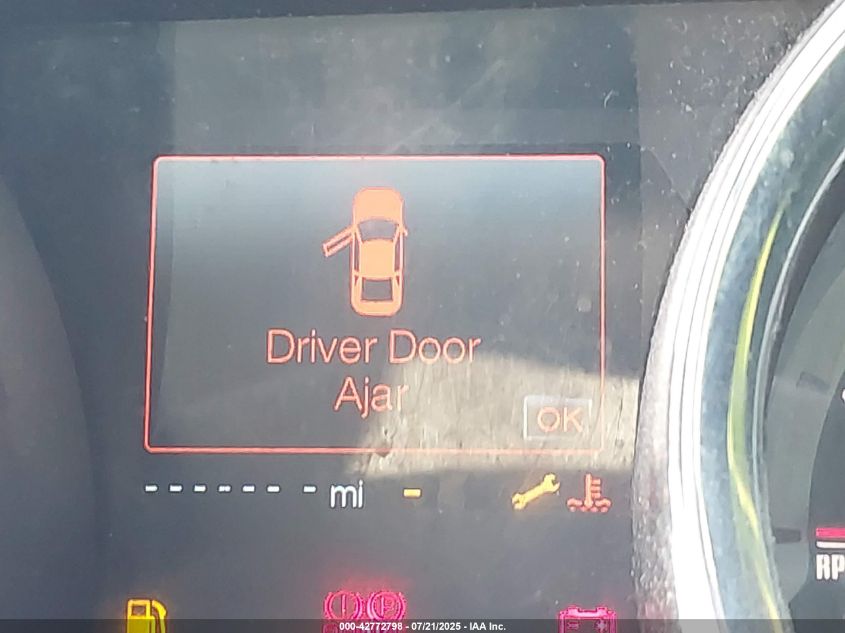 Driver Door
Ajar
OK
------ - mi -
RP
000-42772798 - 07/21/2025 - IAA Inc.